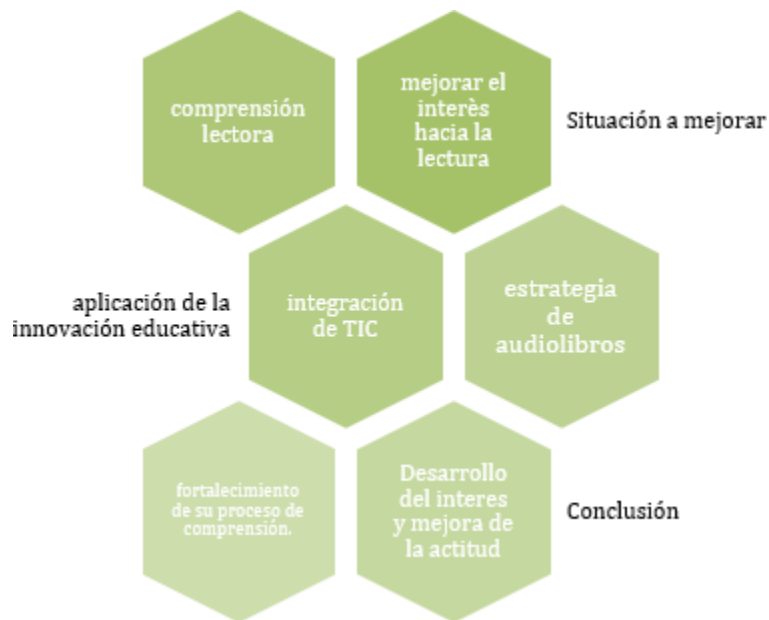 comprensión
lectora
mejorar el
interès
hacia la
lectura
Situación a mejorar
aplicación de la
innovación educativa
integración
de TIC
estrategia
de
audiolibros
fortalecimiento
de su proceso de
comprensión.
Desarrollo
del interes
y mejora de
la actitud
Conclusión